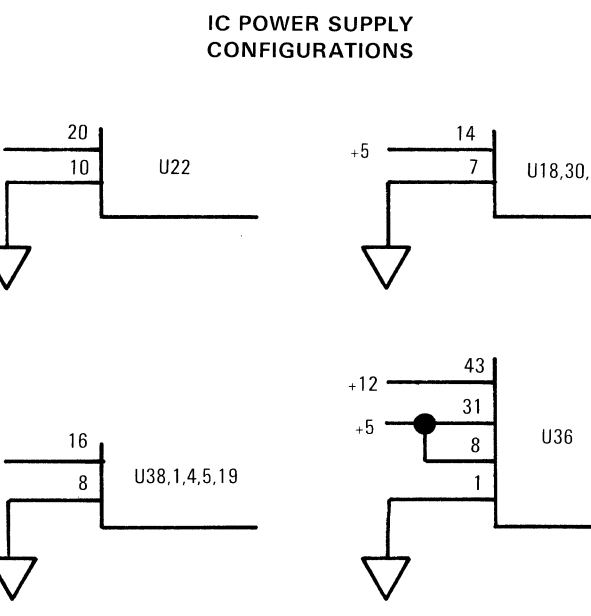 IC POWER SUPPLY
CONFIGURATIONS
20
10
U22
+5
14
7
U18,30,
16
8
U38,1,4,5,19
+12
43
+5
31
8
1
U36